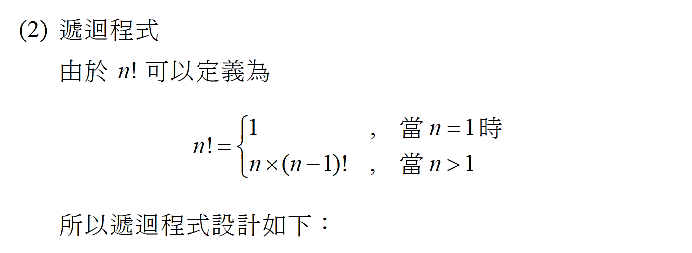 (2) 遞迴程式
由於 n! 可以定義為
n! = { 1 , 當 n = 1 時
n × (n − 1)! , 當 n > 1
所以遞迴程式設計如下：